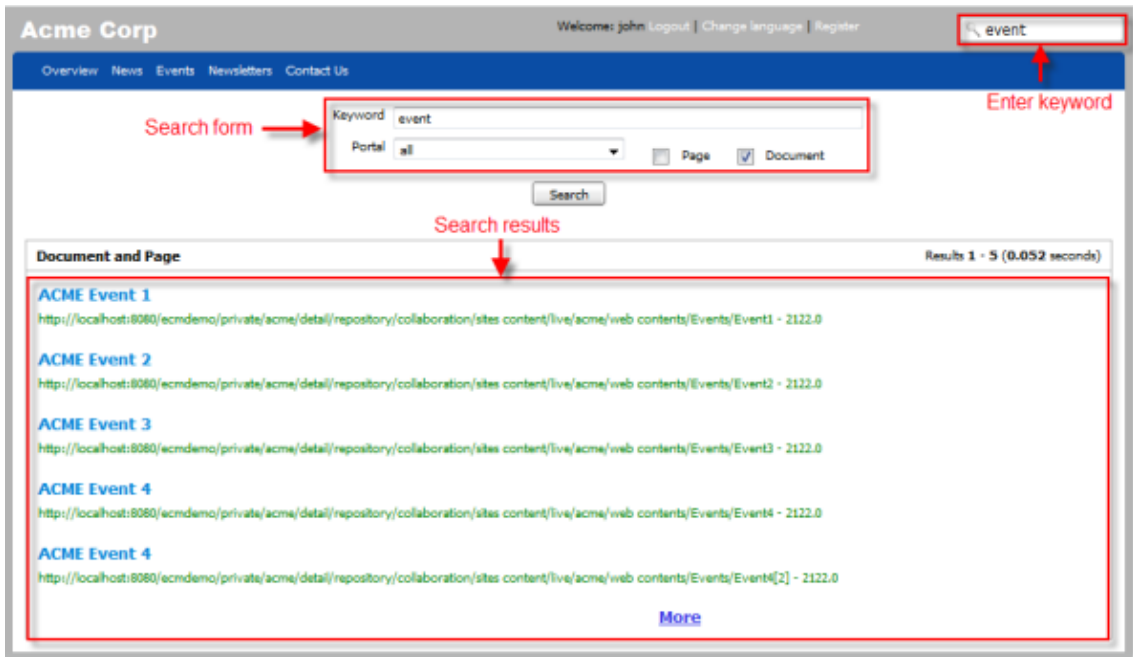 Acme Corp
Welcome: john Logout | Change language | Register
event
Overview News Events Newsletters Contact Us
Enter keyword
Search form
Keyword event
Portal all Page Document
Search
Search results
Document and Page
Results 1 - 5 (0.052 seconds)
ACME Event 1
http://localhost:8080/ecmdemo/private/acme/detail/repository/collaboration/sites content/live/acme/web contents/Events/Event1 - 2122.0
ACME Event 2
http://localhost:8080/ecmdemo/private/acme/detail/repository/collaboration/sites content/live/acme/web contents/Events/Event2 - 2122.0
ACME Event 3
http://localhost:8080/ecmdemo/private/acme/detail/repository/collaboration/sites content/live/acme/web contents/Events/Event3 - 2122.0
ACME Event 4
http://localhost:8080/ecmdemo/private/acme/detail/repository/collaboration/sites content/live/acme/web contents/Events/Event4 - 2122.0
ACME Event 4
http://localhost:8080/ecmdemo/private/acme/detail/repository/collaboration/sites content/live/acme/web contents/Events/Event4[2] - 2122.0
More